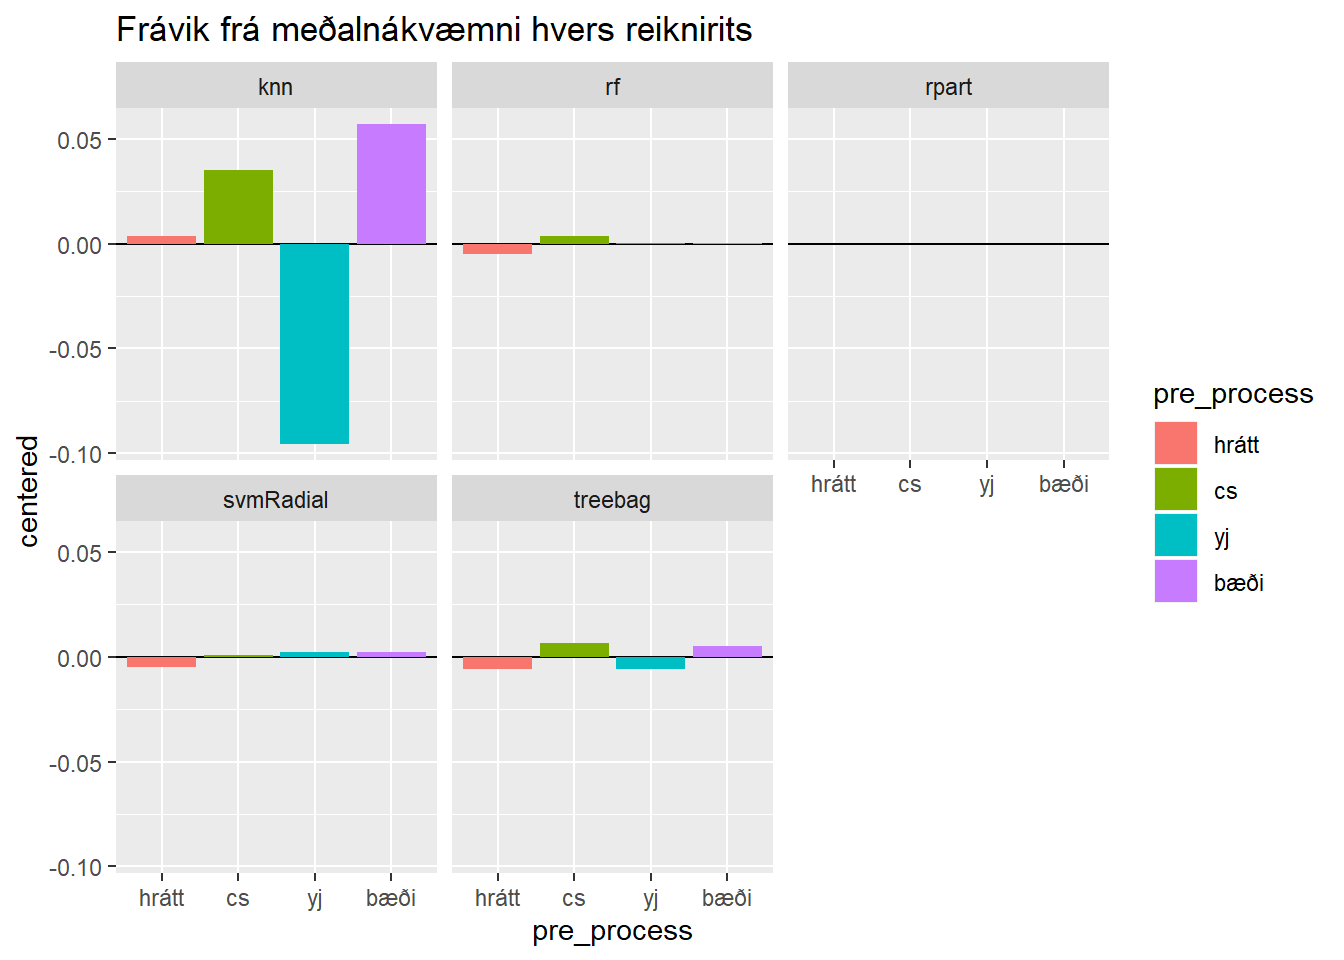 Frávik frá meðalnákvæmni hvers reiknirits
knn
rf
rpart
0.05
0.00
-0.05
-0.10
hrátt cs yj bæði
svmRadial
treebag
0.05
0.00
-0.05
-0.10
hrátt cs yj bæði
hrátt cs yj bæði
pre_process
centered
pre_process
hrátt
cs
yj
bæði